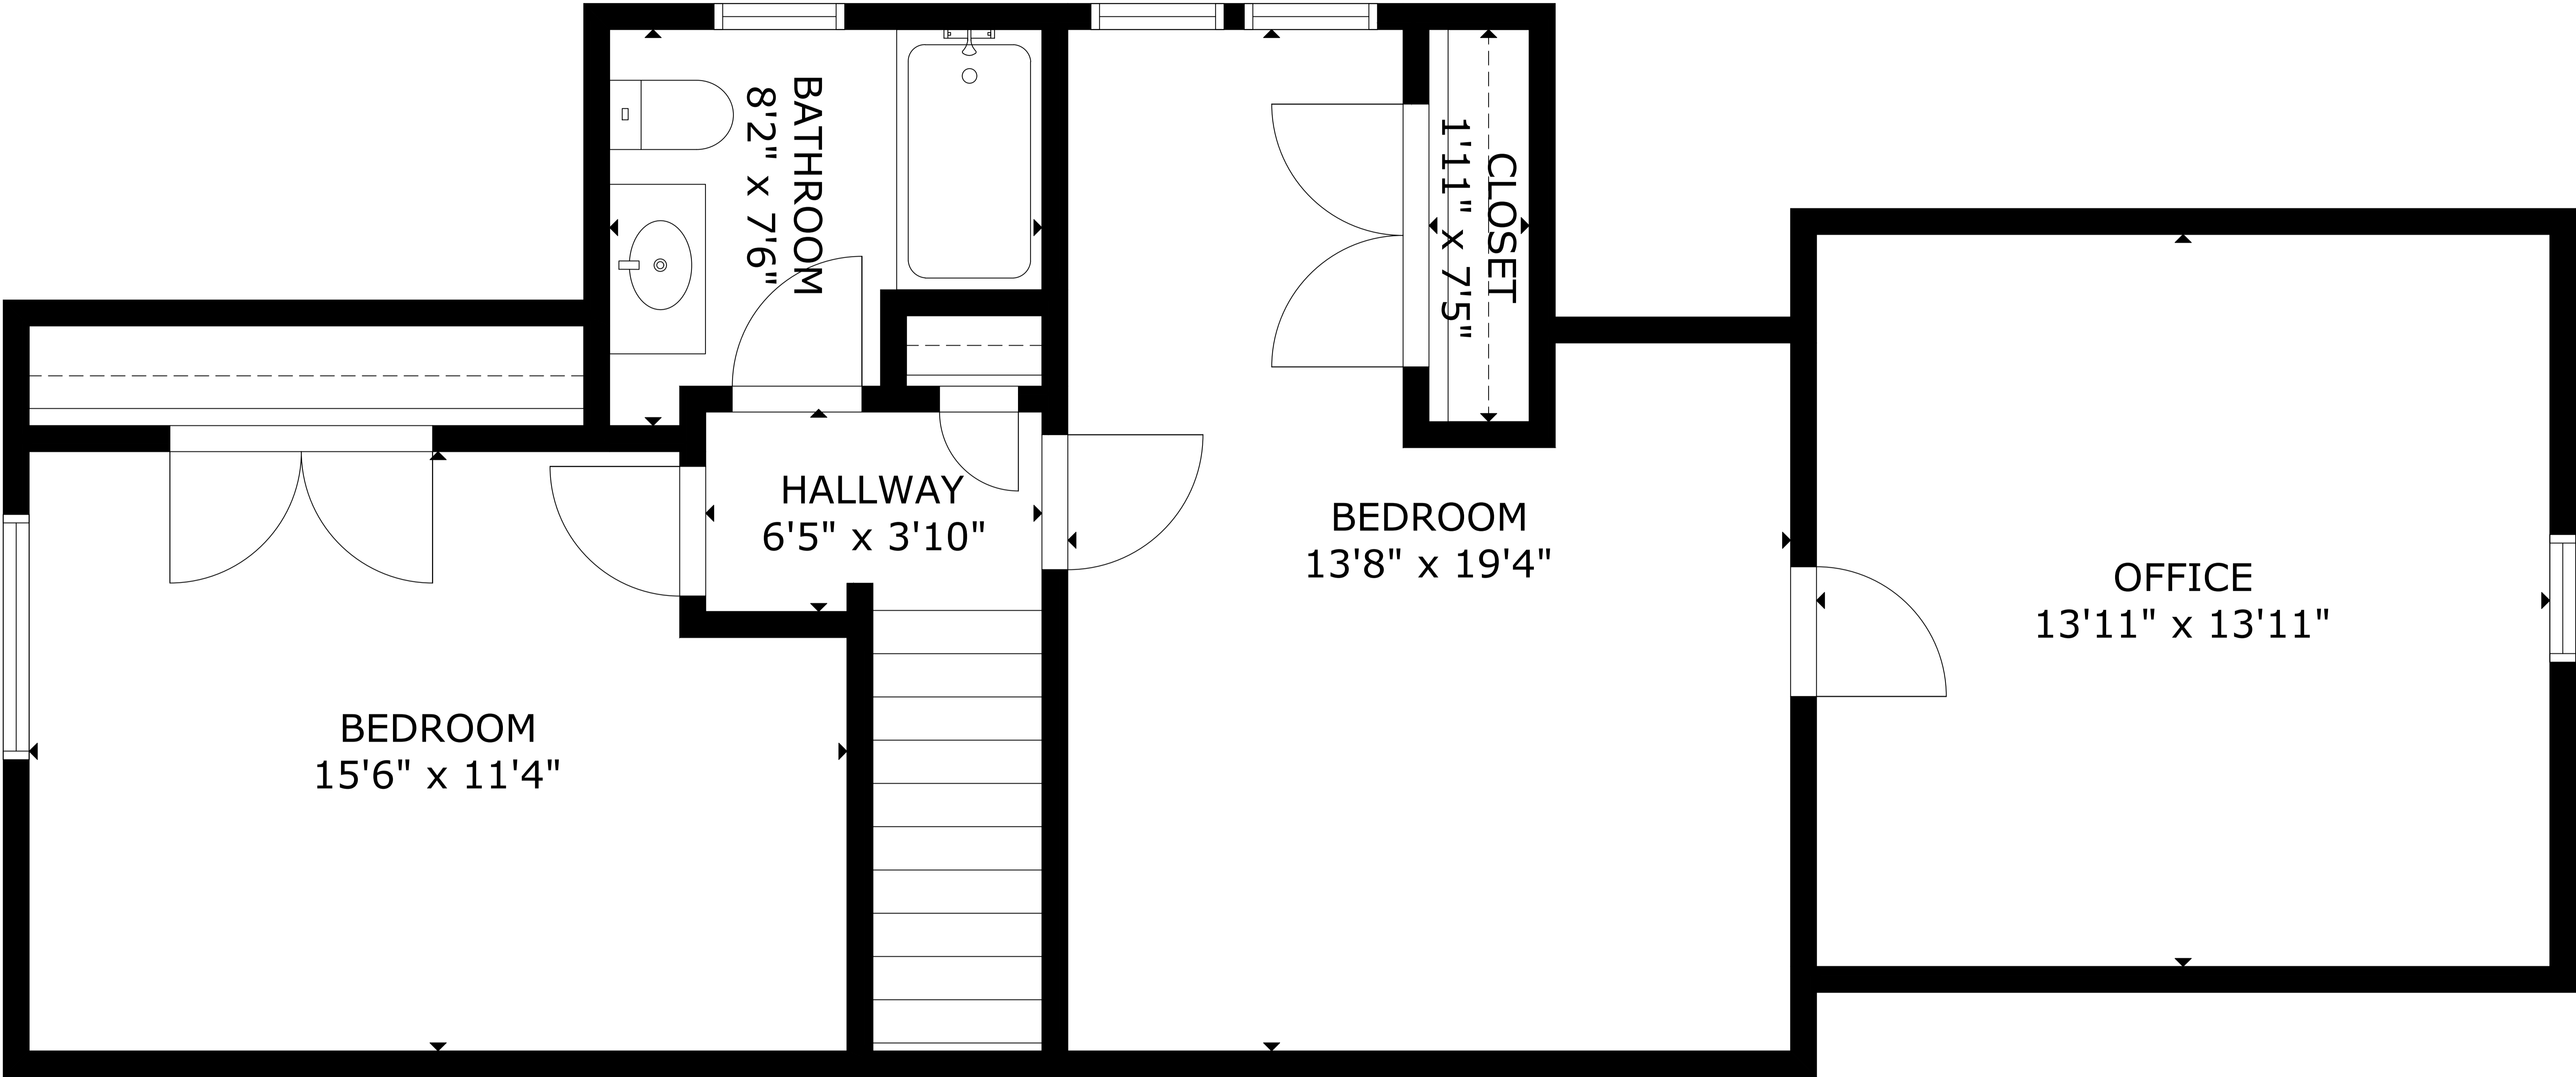 BATHROOM
8'2" x 7'6"
CLOSET
1'11" x 7'5"
HALLWAY
6'5" x 3'10"
BEDROOM
13'8" x 19'4"
OFFICE
13'11" x 13'11"
BEDROOM
15'6" x 11'4"